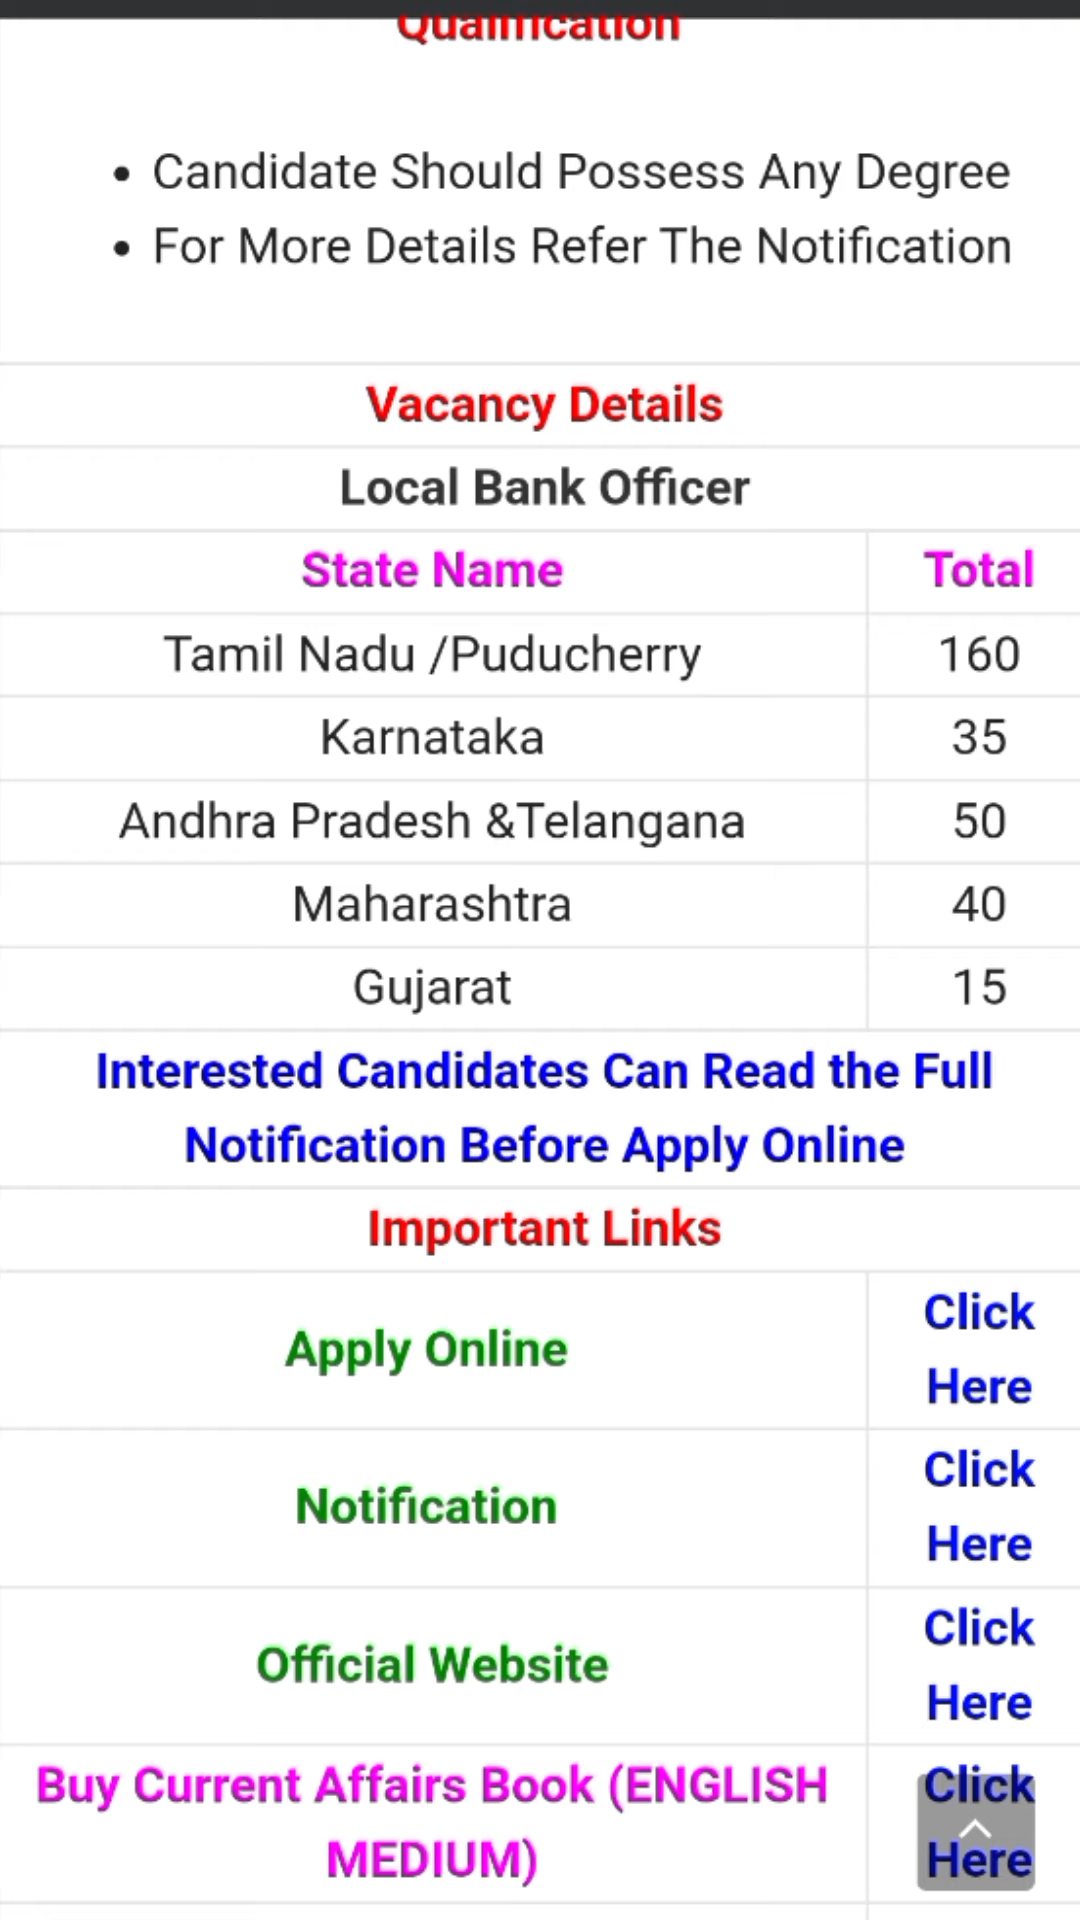 Qualification
• Candidate Should Possess Any Degree
• For More Details Refer The Notification
Vacancy Details
Local Bank Officer
State Name Total
Tamil Nadu /Puducherry 160
Karnataka 35
Andhra Pradesh &Telangana 50
Maharashtra 40
Gujarat 15
Interested Candidates Can Read the Full
Notification Before Apply Online
Important Links
Apply Online Click Here
Notification Click Here
Official Website Click Here
Buy Current Affairs Book (ENGLISH
MEDIUM) Click Here